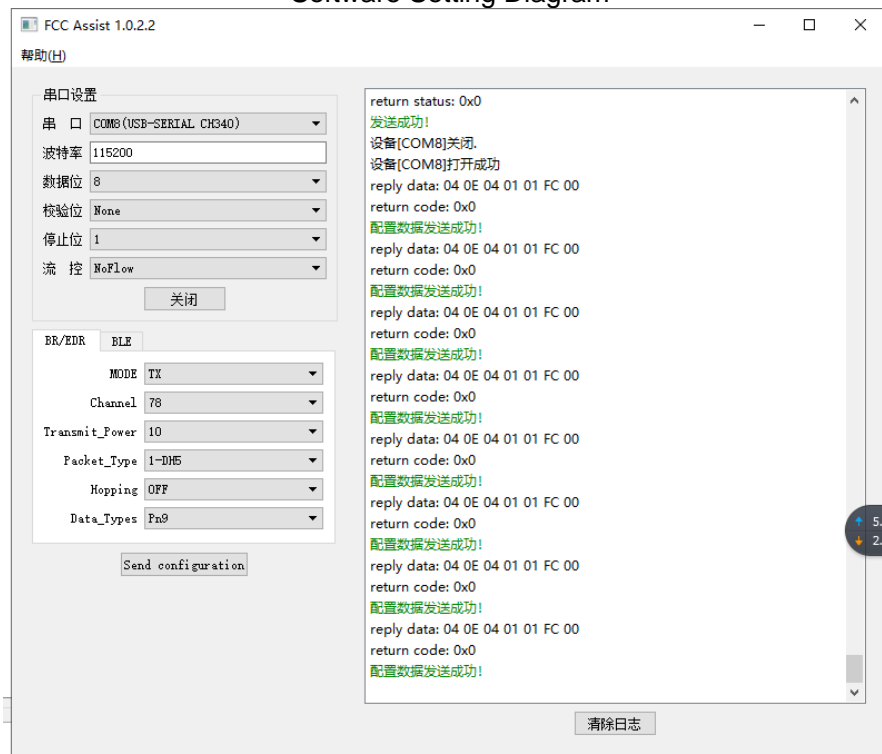 Software Setting Diagram
FCC Assist 1.0.2.2
帮助(H)
串口设置
串 口 COM8(USB-SERIAL CH340)
波特率 115200
数据位 8
校验位 None
停止位 1
流 控 NoFlow
关闭
BR/EDR BLE
MODE TX
Channel 78
Transmit_Power 10
Packet_Type 1-DH5
Hopping OFF
Data_Types Pn9
Send configuration
return status: 0x0
发送成功!
设备[COM8]关闭.
设备[COM8]打开成功
reply data: 04 0E 04 01 01 FC 00
return code: 0x0
配置数据发送成功!
reply data: 04 0E 04 01 01 FC 00
return code: 0x0
配置数据发送成功!
reply data: 04 0E 04 01 01 FC 00
return code: 0x0
配置数据发送成功!
reply data: 04 0E 04 01 01 FC 00
return code: 0x0
配置数据发送成功!
reply data: 04 0E 04 01 01 FC 00
return code: 0x0
配置数据发送成功!
reply data: 04 0E 04 01 01 FC 00
return code: 0x0
配置数据发送成功!
reply data: 04 0E 04 01 01 FC 00
return code: 0x0
配置数据发送成功!
reply data: 04 0E 04 01 01 FC 00
return code: 0x0
配置数据发送成功!
清除日志
5.
2.